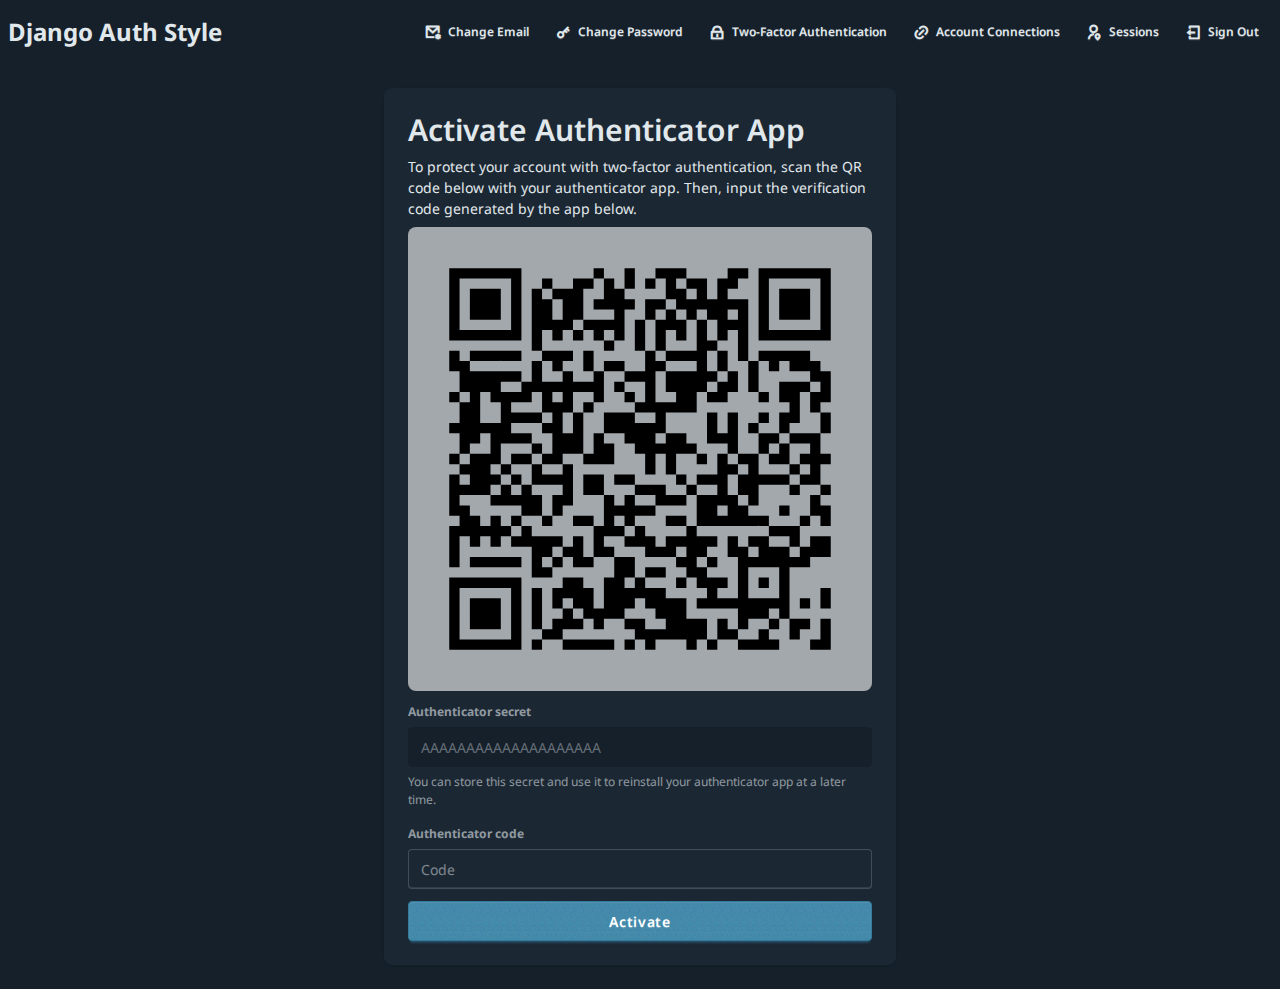 Django Auth Style
Change Email
Change Password
Two-Factor Authentication
Account Connections
Sessions
Sign Out
Activate Authenticator App
To protect your account with two-factor authentication, scan the QR
code below with your authenticator app. Then, input the verification
code generated by the app below.
Authenticator secret
AAAAAAAAAAAAAAAAAAAA
You can store this secret and use it to reinstall your authenticator app at a later
time.
Authenticator code
Code
Activate